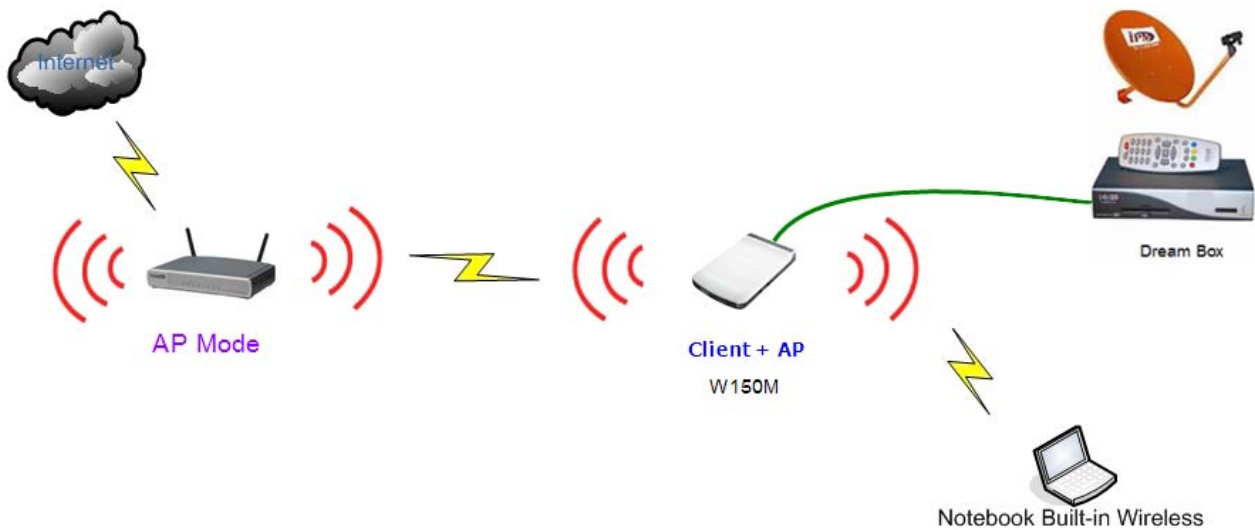 Internet
AP Mode
Client + AP
W150M
Dream Box
Notebook Built-in Wireless